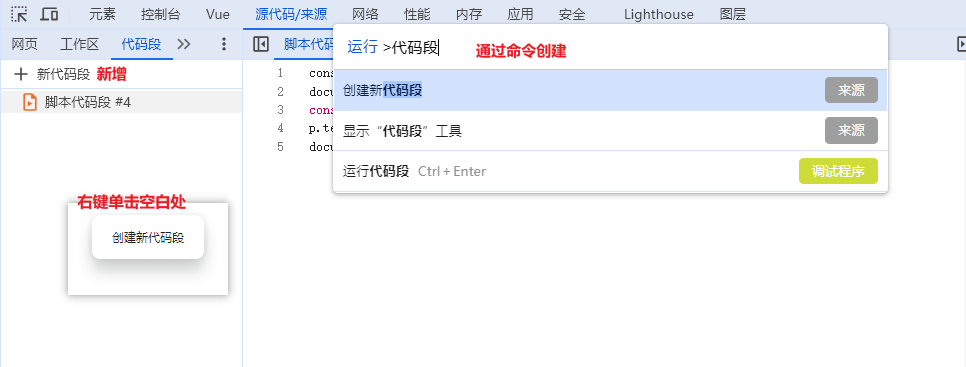 元素 控制台 Vue 源代码/来源 网络 性能 内存 应用 安全 Lighthouse 图层
网页 工作区 代码段
脚本代码
运行 >代码段 通过命令创建
新代码段 新增
脚本代码段 #4
1 cons
2 docu
3 cons
4 p.te
5 docu
创建新代码段 来源
显示“代码段”工具 来源
运行代码段 Ctrl + Enter 调试程序
右键单击空白处
创建新代码段